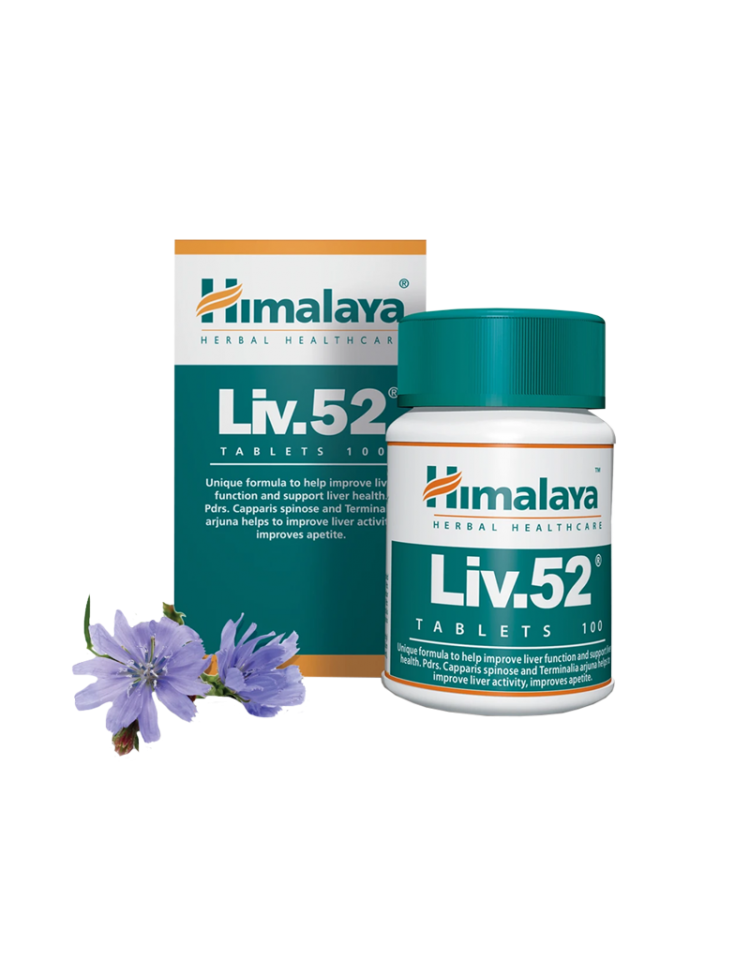 Himalaya®
HERBAL HEALTHCAR
Liv.52®
TABLETS 100
Unique formula to help improve liv
function and support liver health.
Pdrs. Capparis spinose and Terminal
arjuna helps to improve liver activit
improves apetite.
Himalaya™
HERBAL HEALTHCARE
Liv.52®
TABLETS 100
Unique formula to help improve liver function and support live
health. Pdrs. Capparis spinose and Terminalia arjuna helps to
improve liver activity, improves apetite.